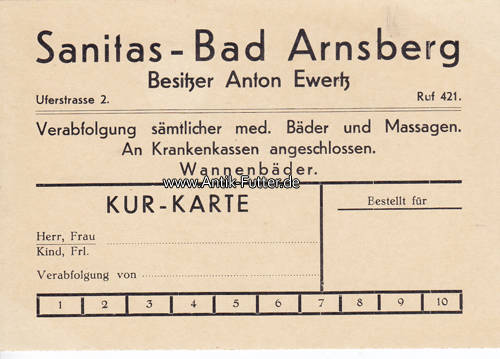 Sanitas-Bad Arnsberg
Besitzer Anton Ewertz
Uferstrasse 2. Ruf 421.
Verabfolgung sämtlicher med. Bäder und Massagen.
An Krankenkassen angeschlossen.
Wannenbäder.
www.Antik-Futter.de
KUR-KARTE
Bestellt für
Herr, Frau
Kind, Frl.
Verabfolgung von
1 2 3 4 5 6 7 8 9 10